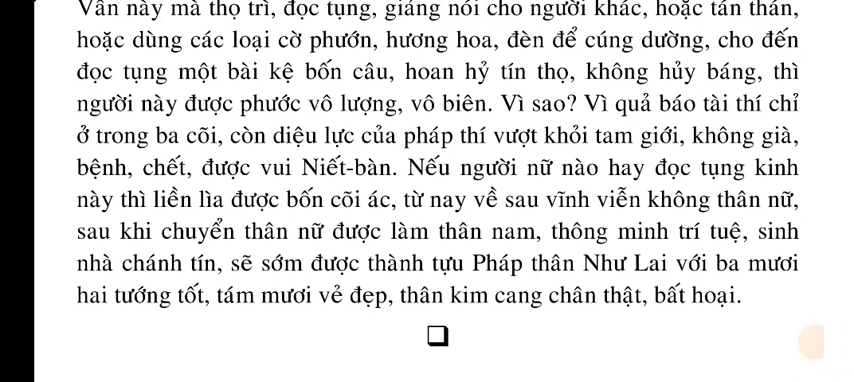 Vấn này mà thọ trì, đọc tụng, giảng nói cho người khác, hoặc tán thán,
hoặc dùng các loại cờ phướn, hương hoa, đèn để cúng dường, cho đến
đọc tụng một bài kệ bốn câu, hoan hỷ tín thọ, không hủy báng, thì
người này được phước vô lượng, vô biên. Vì sao? Vì quả báo tài thí chỉ
ở trong ba cõi, còn diệu lực của pháp thí vượt khỏi tam giới, không già,
bệnh, chết, được vui Niết-bàn. Nếu người nữ nào hay đọc tụng kinh
này thì liền lìa được bốn cõi ác, từ nay về sau vĩnh viễn không thân nữ,
sau khi chuyển thân nữ được làm thân nam, thông minh trí tuệ, sinh
nhà chánh tín, sẽ sớm được thành tựu Pháp thân Như Lai với ba mươi
hai tướng tốt, tám mươi vẻ đẹp, thân kim cang chân thật, bất hoại.